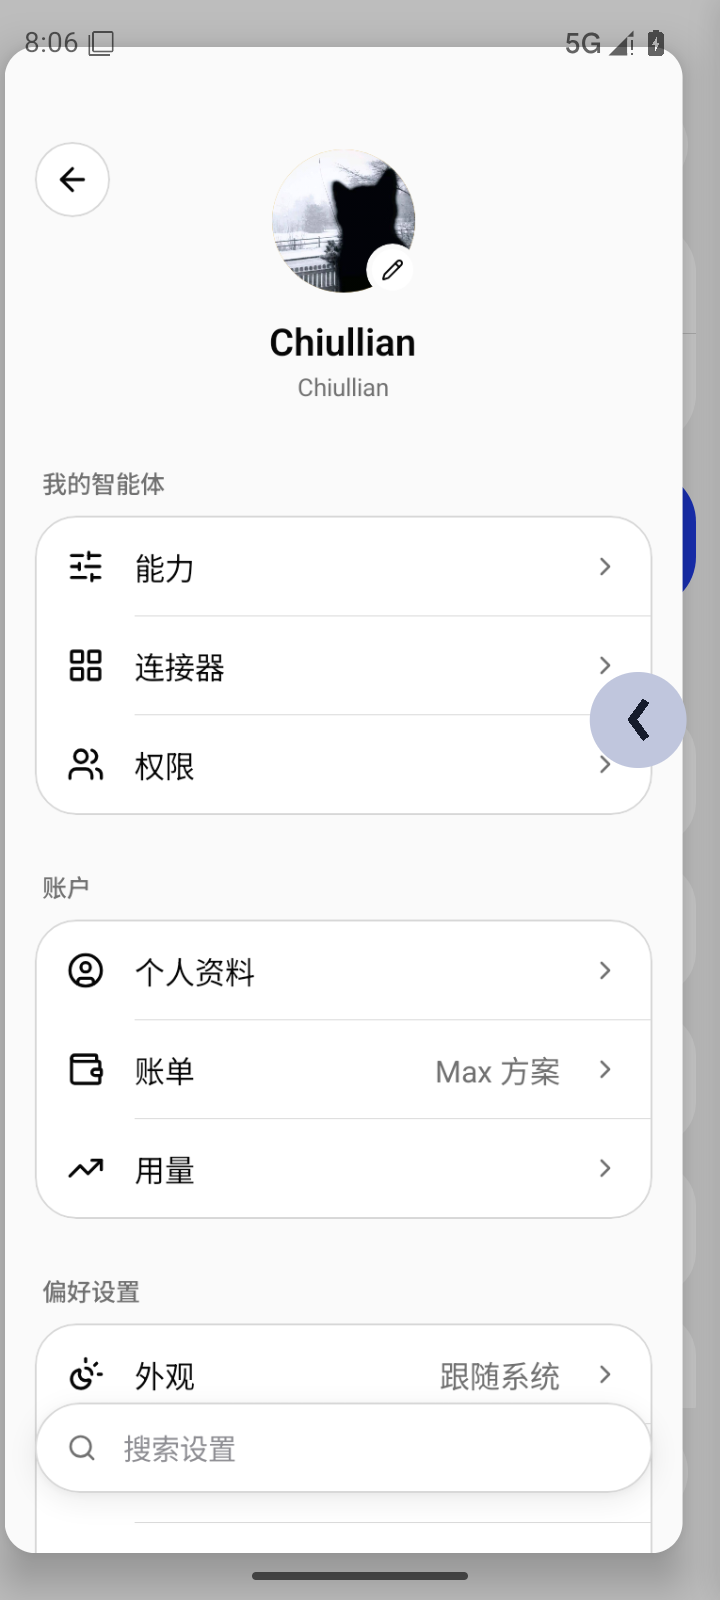 8:06
5G
Chiullian
Chiullian
我的智能体
能力
连接器
权限
账户
个人资料
账单 Max 方案
用量
偏好设置
外观 跟随系统
搜索设置